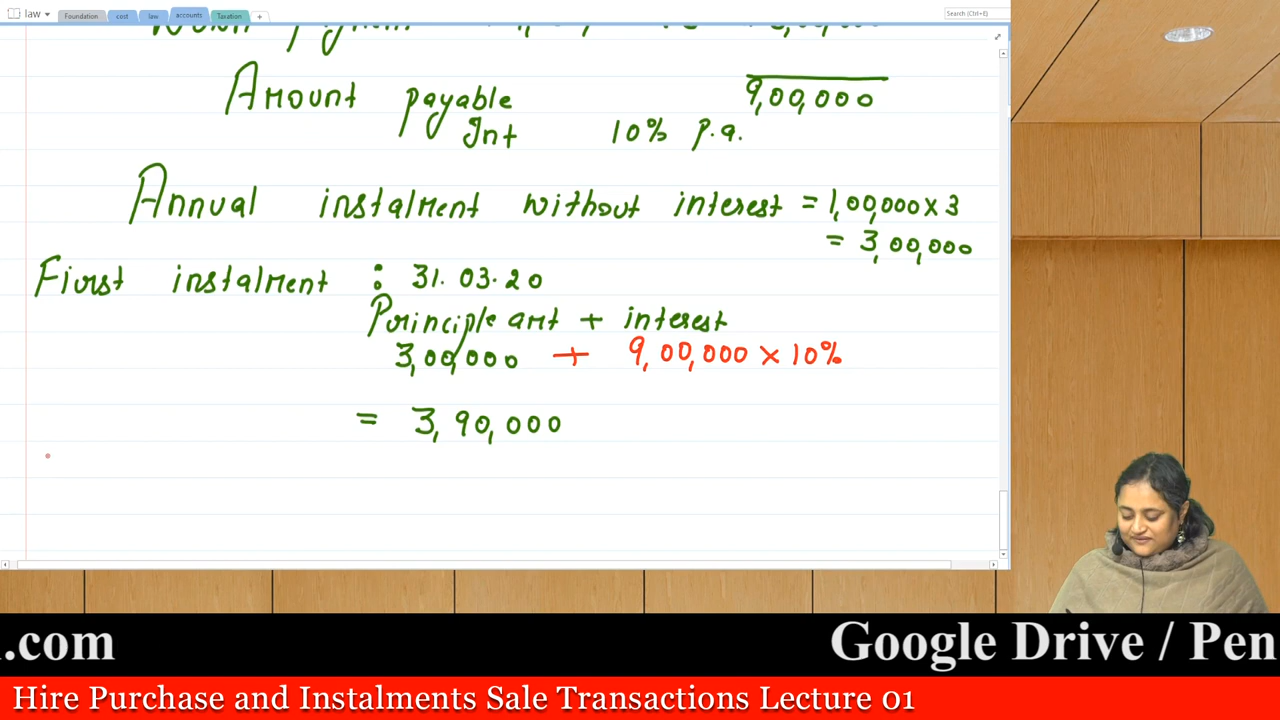 law Foundation cost law accounts Taxation + Search (Ctrl+E)
Amount payable 9,00,000
Int 10% p.a.
Annual instalment without interest = 1,00,000 x 3
= 3,00,000
First instalment : 31.03.20
Principle amt + interest
3,00,000 + 9,00,000 x 10%
= 3,90,000
.com Google Drive / Pen
Hire Purchase and Instalments Sale Transactions Lecture 01